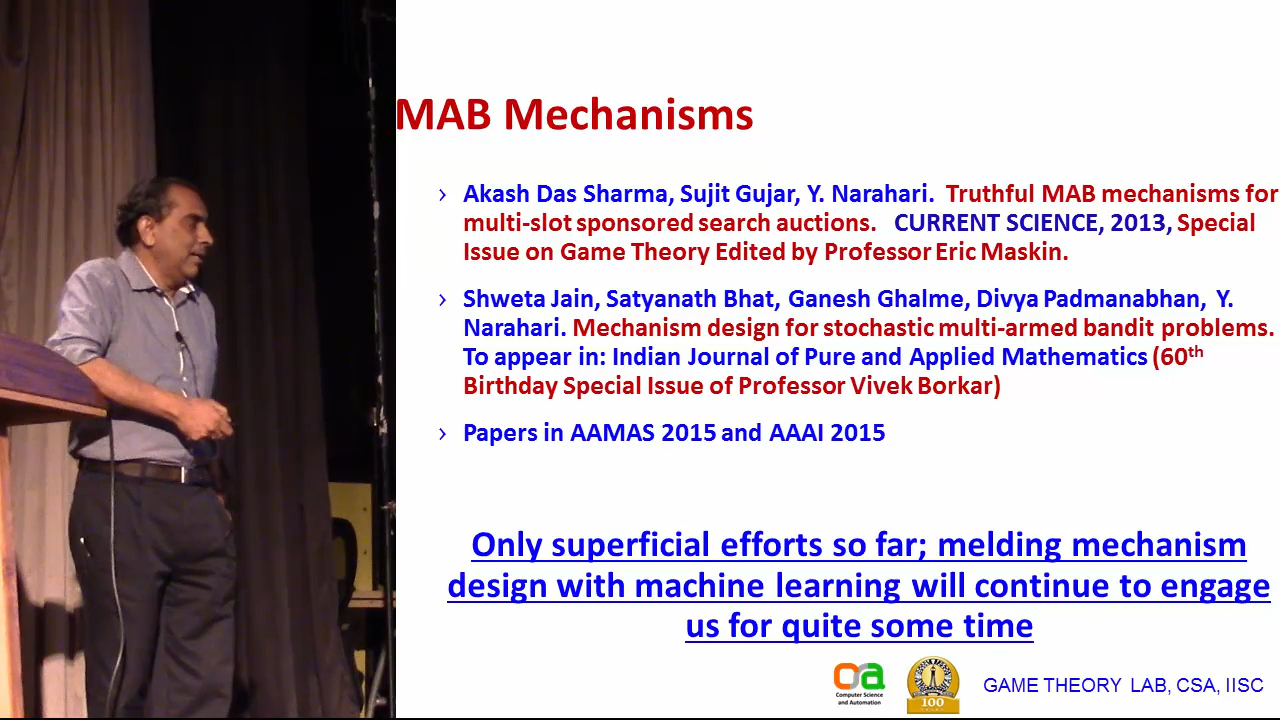 MAB Mechanisms
› Akash Das Sharma, Sujit Gujar, Y. Narahari. Truthful MAB mechanisms for
multi-slot sponsored search auctions. CURRENT SCIENCE, 2013, Special
Issue on Game Theory Edited by Professor Eric Maskin.
› Shweta Jain, Satyanath Bhat, Ganesh Ghalme, Divya Padmanabhan, Y.
Narahari. Mechanism design for stochastic multi-armed bandit problems.
To appear in: Indian Journal of Pure and Applied Mathematics (60th
Birthday Special Issue of Professor Vivek Borkar)
› Papers in AAMAS 2015 and AAAI 2015
Only superficial efforts so far; melding mechanism
design with machine learning will continue to engage
us for quite some time
Computer Science
and Automation
100
GAME THEORY LAB, CSA, IISC